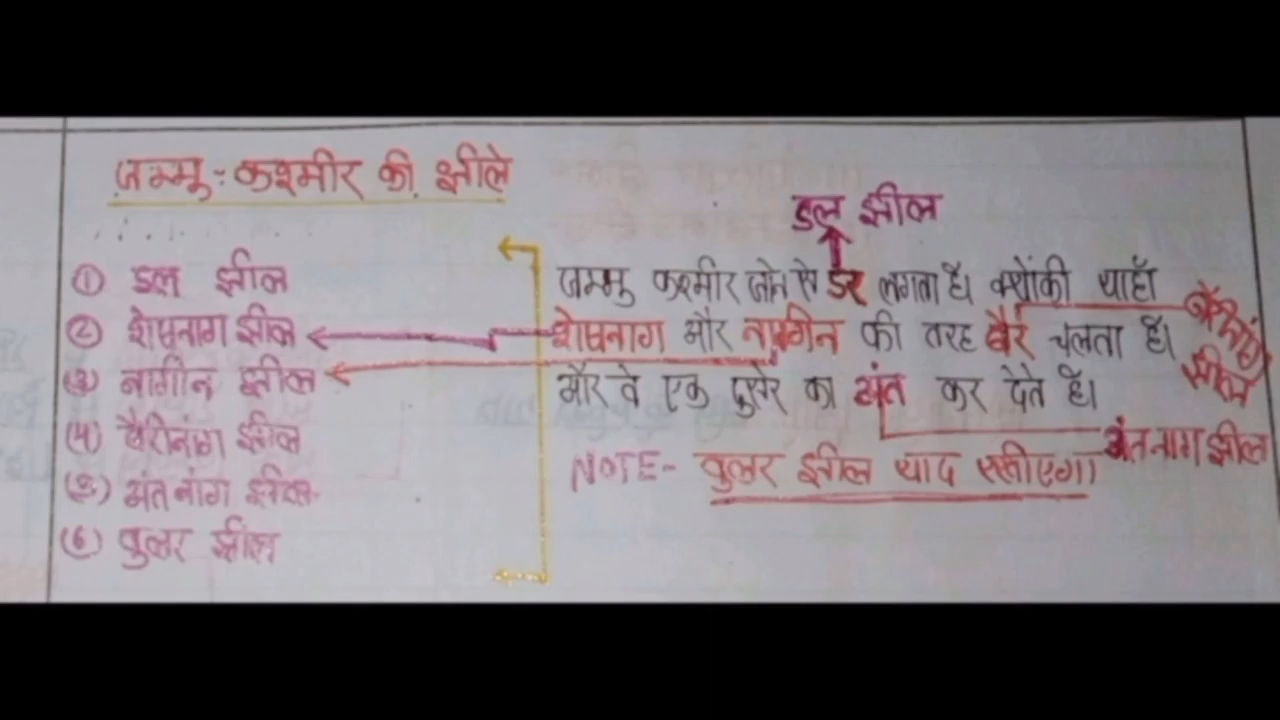 जम्मु : कश्मीर की झीले
① डल झील
② शेषनाग झील
(3) नागीन झील
(4) बैरीनाग झील
(5) अंतनाग झील
(6) वुलर झील
डल झील
जम्मु कश्मीर जाने से डर लगता है। क्योंकी याहाँ
शेषनाग और नागीन की तरह बैर चलता है।
और वे एक दुसरे का अंत कर देते है।
बैरीनाग झील
अंतनाग झील
NOTE- वुलर झील याद रखीएगा